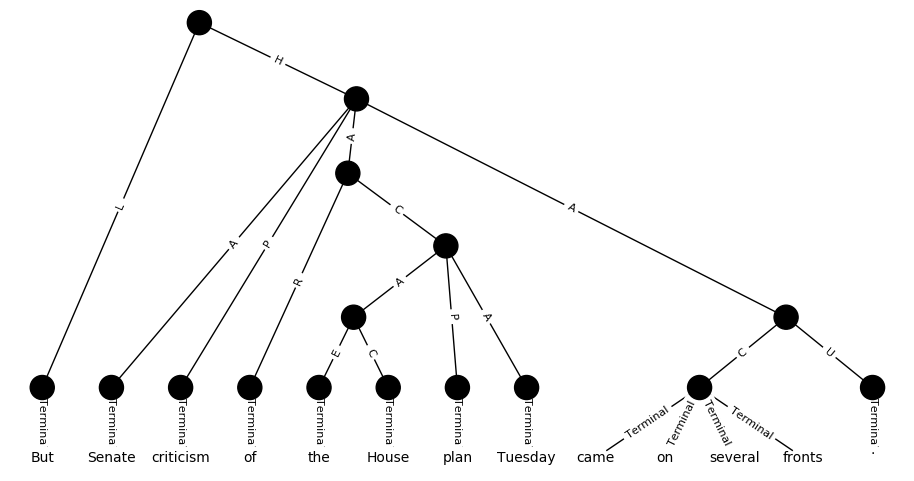 H
A
L
C
A
A
P
R
A
P
A
E
C
C
U
Termina Termina Termina Termina Termina Termina Termina Termina Terminal Terminal Terminal Terminal Termina
But Senate criticism of the House plan Tuesday came on several fronts .